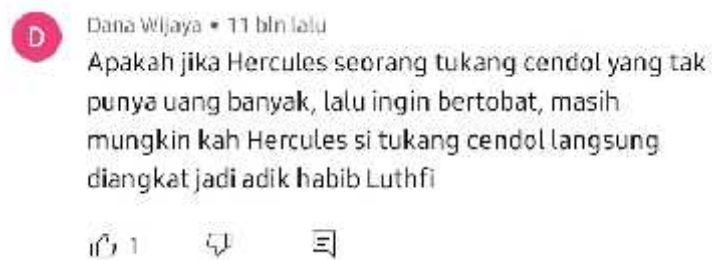 D
Dana Wijaya • 11 bln lalu
Apakah jika Hercules seorang tukang cendol yang tak
punya uang banyak, lalu ingin bertobat, masih
mungkin kah Hercules si tukang cendol langsung
diangkat jadi adik habib Luthfi
1